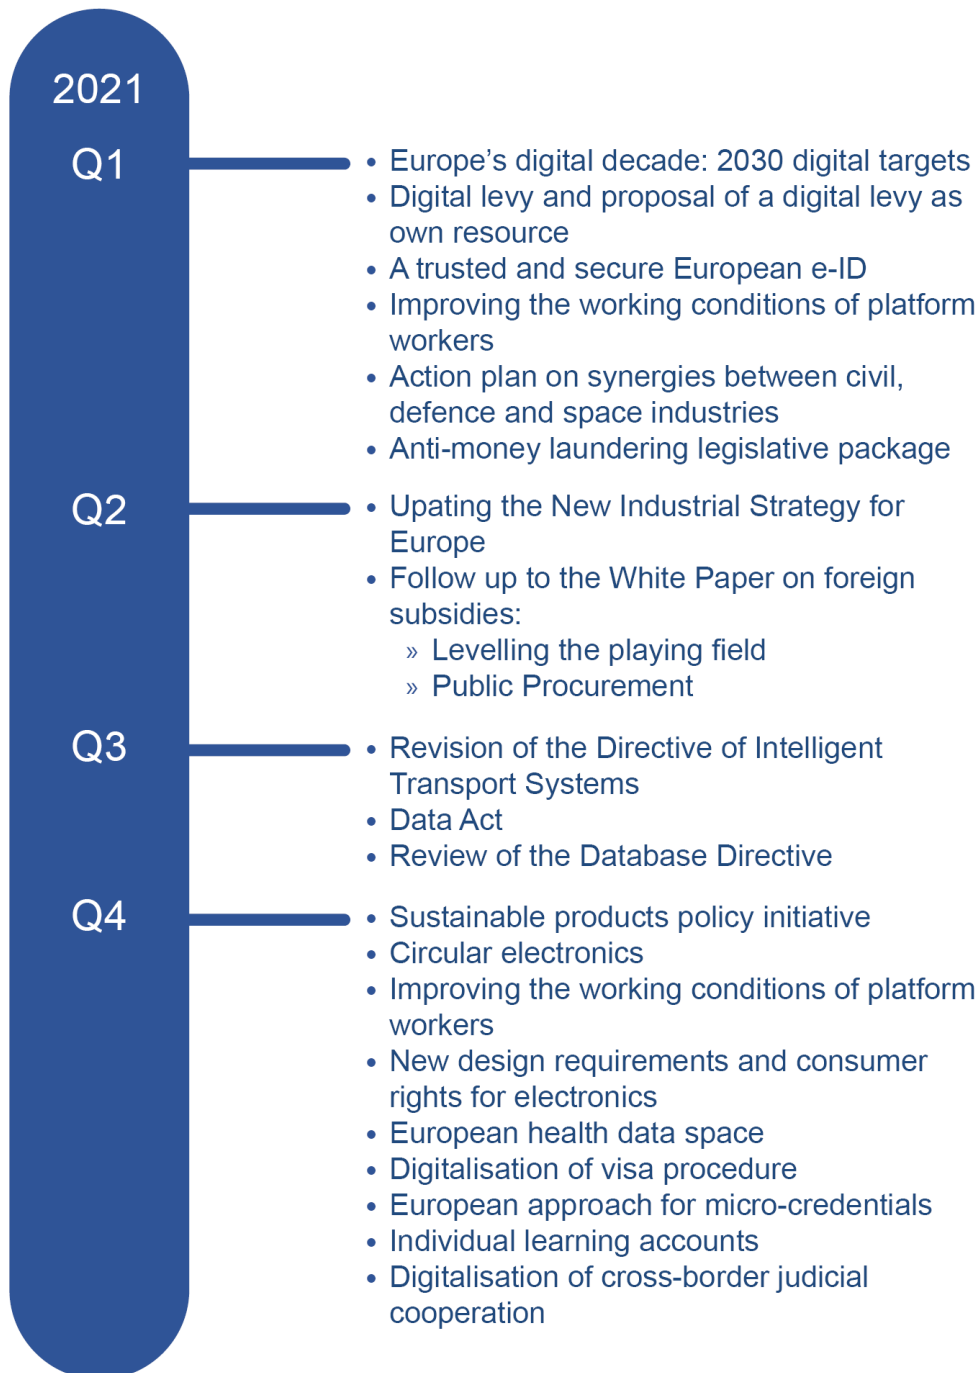 2021
Q1
• Europe’s digital decade: 2030 digital targets
• Digital levy and proposal of a digital levy as
own resource
• A trusted and secure European e-ID
• Improving the working conditions of platform
workers
• Action plan on synergies between civil,
defence and space industries
• Anti-money laundering legislative package
Q2
• Upating the New Industrial Strategy for
Europe
• Follow up to the White Paper on foreign
subsidies:
» Levelling the playing field
» Public Procurement
Q3
• Revision of the Directive of Intelligent
Transport Systems
• Data Act
• Review of the Database Directive
Q4
• Sustainable products policy initiative
• Circular electronics
• Improving the working conditions of platform
workers
• New design requirements and consumer
rights for electronics
• European health data space
• Digitalisation of visa procedure
• European approach for micro-credentials
• Individual learning accounts
• Digitalisation of cross-border judicial
cooperation